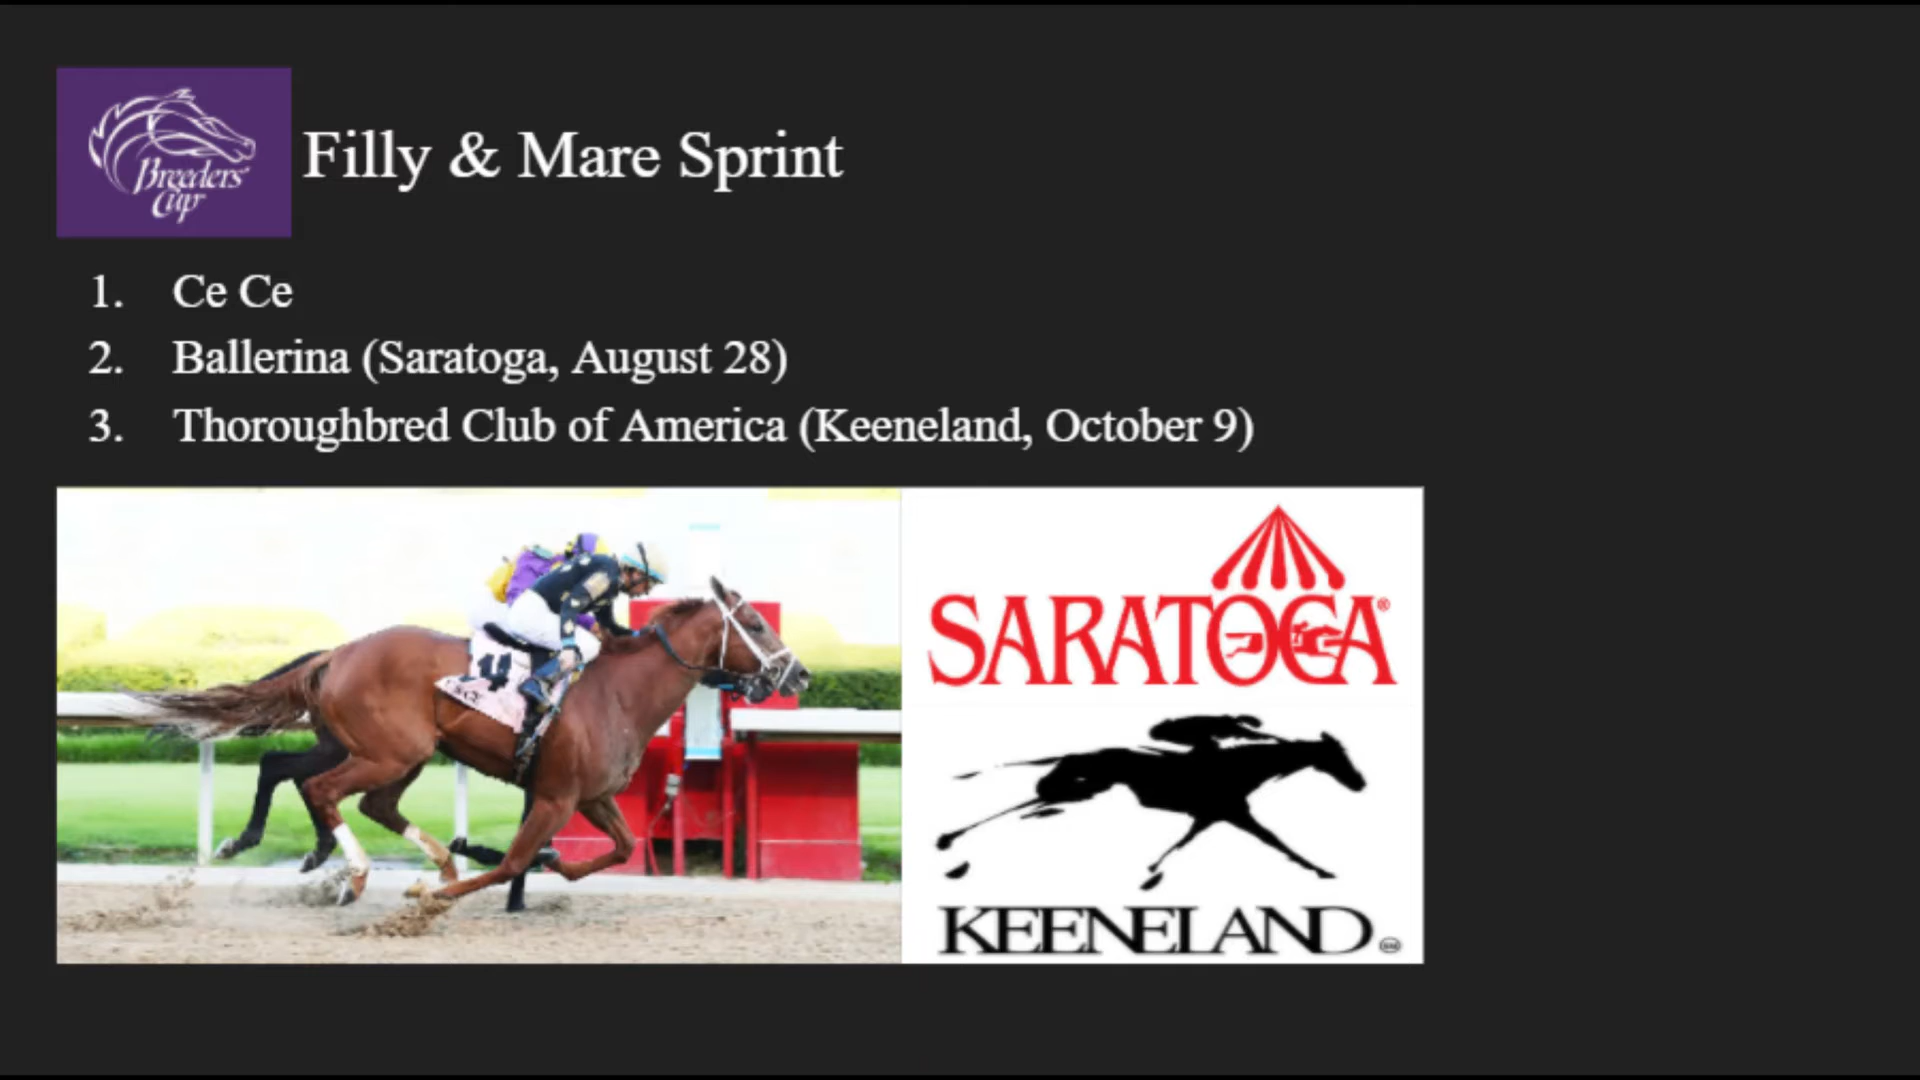 Breeders'
Cup
Filly & Mare Sprint
1. Ce Ce
2. Ballerina (Saratoga, August 28)
3. Thoroughbred Club of America (Keeneland, October 9)
4
SARATOGA®
KEENELAND